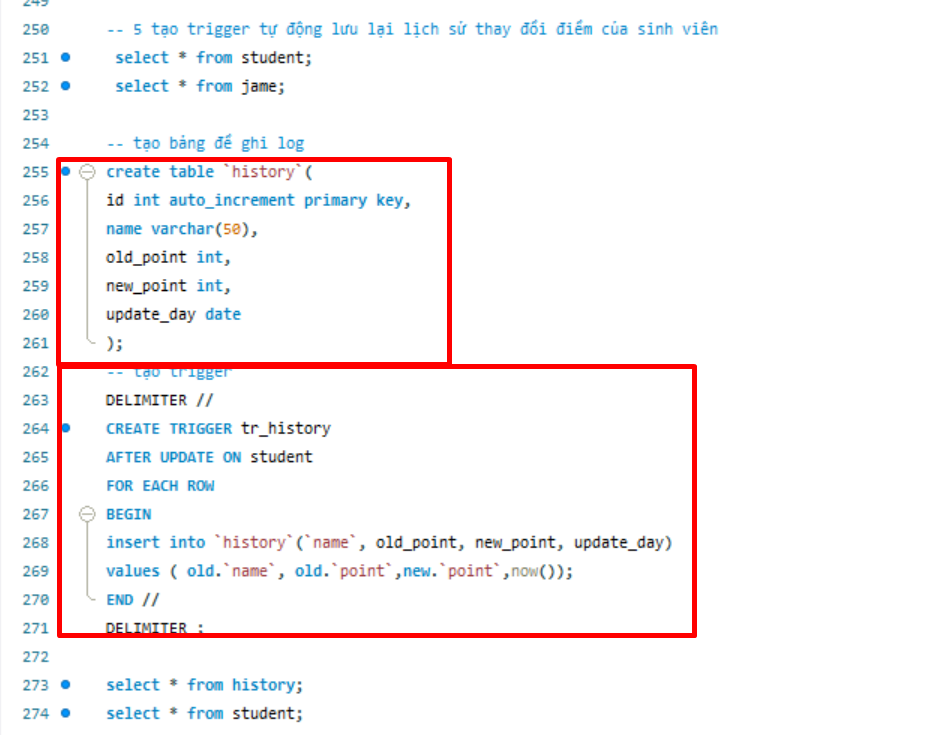 249
250 -- 5 tạo trigger tự động lưu lại lịch sử thay đổi điểm của sinh viên
251 select * from student;
252 select * from jame;
253
254 -- tạo bảng để ghi log
255 create table `history`(
256 id int auto_increment primary key,
257 name varchar(50),
258 old_point int,
259 new_point int,
260 update_day date
261 );
262 -- tạo trigger
263 DELIMITER //
264 CREATE TRIGGER tr_history
265 AFTER UPDATE ON student
266 FOR EACH ROW
267 BEGIN
268 insert into `history`(`name`, old_point, new_point, update_day)
269 values ( old.`name`, old.`point`,new.`point`,now());
270 END //
271 DELIMITER ;
272
273 select * from history;
274 select * from student;